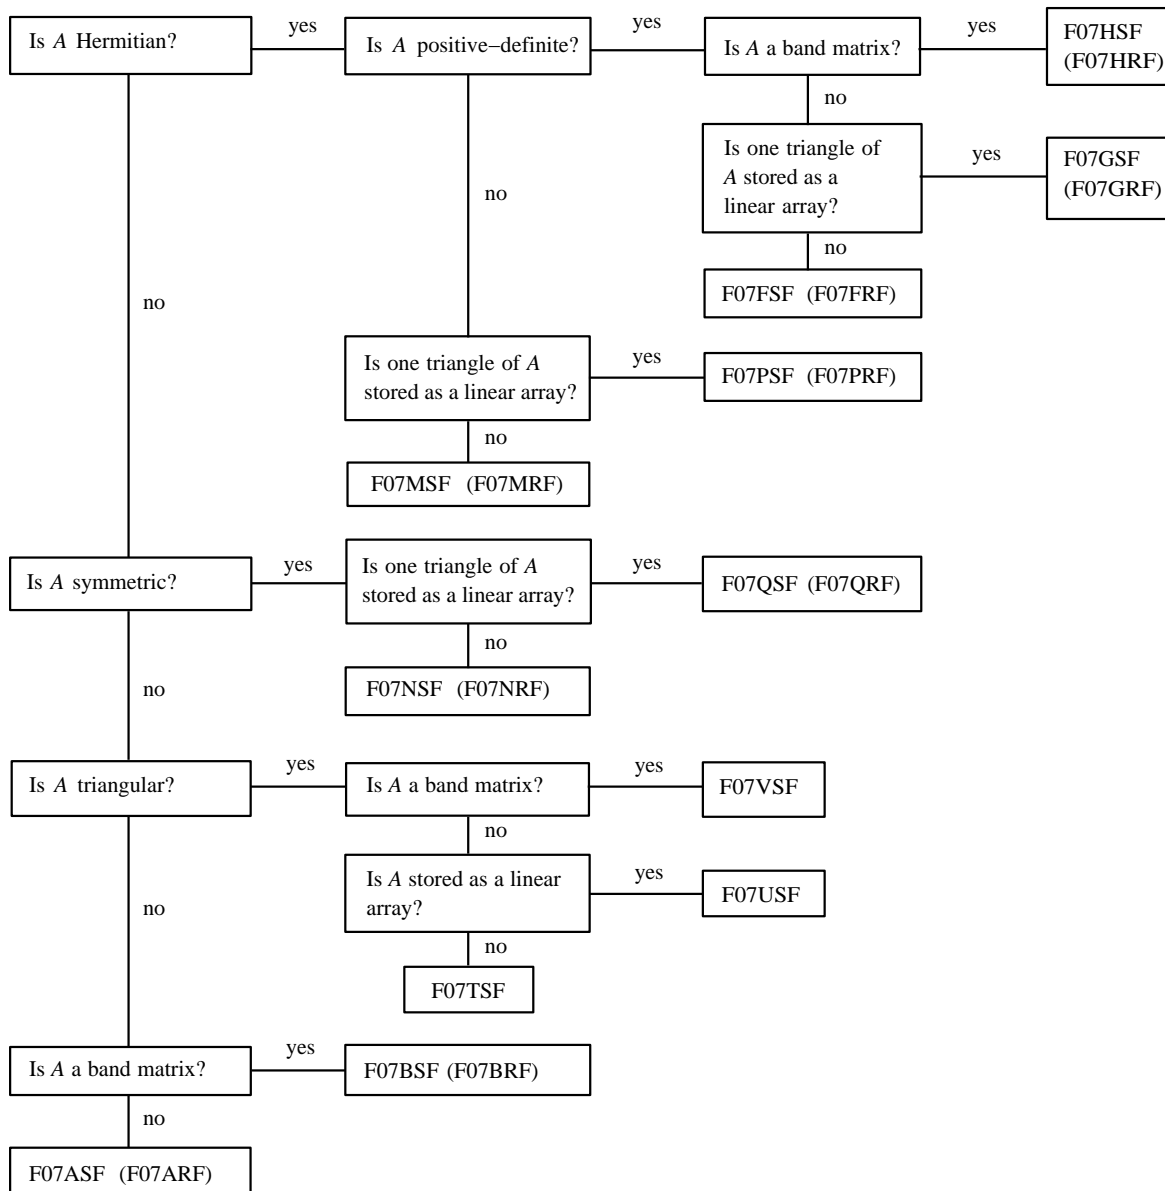 Is A Hermitian?
yes
Is A positive–definite?
yes
Is A a band matrix?
yes
F07HSF
(F07HRF)
no
Is one triangle of
A stored as a
linear array?
yes
F07GSF
(F07GRF)
no
no
no
F07FSF (F07FRF)
Is one triangle of A
stored as a linear array?
yes
F07PSF (F07PRF)
no
F07MSF (F07MRF)
Is A symmetric?
yes
Is one triangle of A
stored as a linear array?
yes
F07QSF (F07QRF)
no
no
F07NSF (F07NRF)
Is A triangular?
yes
Is A a band matrix?
yes
F07VSF
no
no
Is A stored as a linear
array?
yes
F07USF
no
F07TSF
Is A a band matrix?
yes
F07BSF (F07BRF)
no
F07ASF (F07ARF)